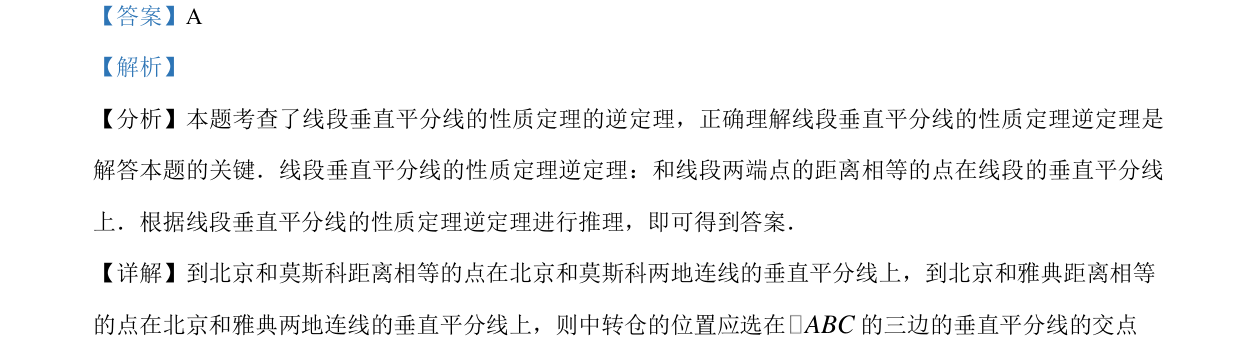 【答案】A
【解析】
【分析】本题考查了线段垂直平分线的性质定理的逆定理，正确理解线段垂直平分线的性质定理逆定理是
解答本题的关键．线段垂直平分线的性质定理逆定理：和线段两端点的距离相等的点在线段的垂直平分线
上．根据线段垂直平分线的性质定理逆定理进行推理，即可得到答案．
【详解】到北京和莫斯科距离相等的点在北京和莫斯科两地连线的垂直平分线上，到北京和雅典距离相等
的点在北京和雅典两地连线的垂直平分线上，则中转仓的位置应选在□ABC 的三边的垂直平分线的交点